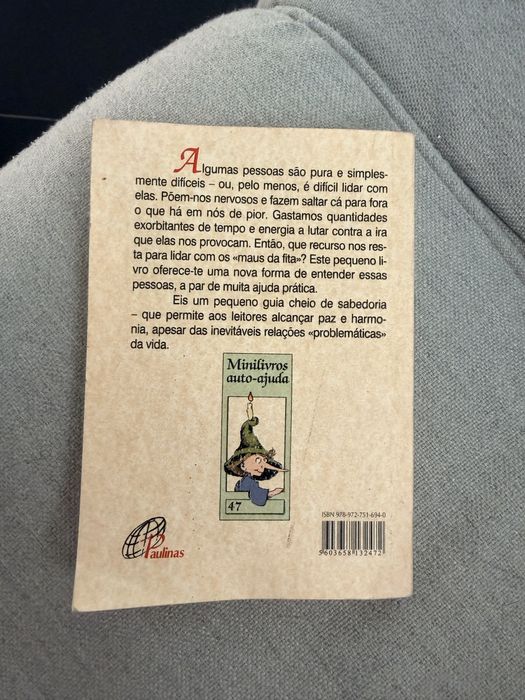 Algumas pessoas são pura e simples-
mente difíceis – ou, pelo menos, é difícil lidar com
elas. Põem-nos nervosos e fazem saltar cá para fora
o que há em nós de pior. Gastamos quantidades
exorbitantes de tempo e energia a lutar contra a ira
que elas nos provocam. Então, que recurso nos res-
ta para lidar com os «maus da fita»? Este pequeno li-
vro oferece-te uma nova forma de entender essas
pessoas, a par de muita ajuda prática.
Eis um pequeno guia cheio de sabedoria
– que permite aos leitores alcançar paz e harmo-
nia, apesar das inevitáveis relações «problemáticas»
da vida.
Minilivros
auto-ajuda
47
Paulinas
ISBN 978-972-751-694-0
5603658132472